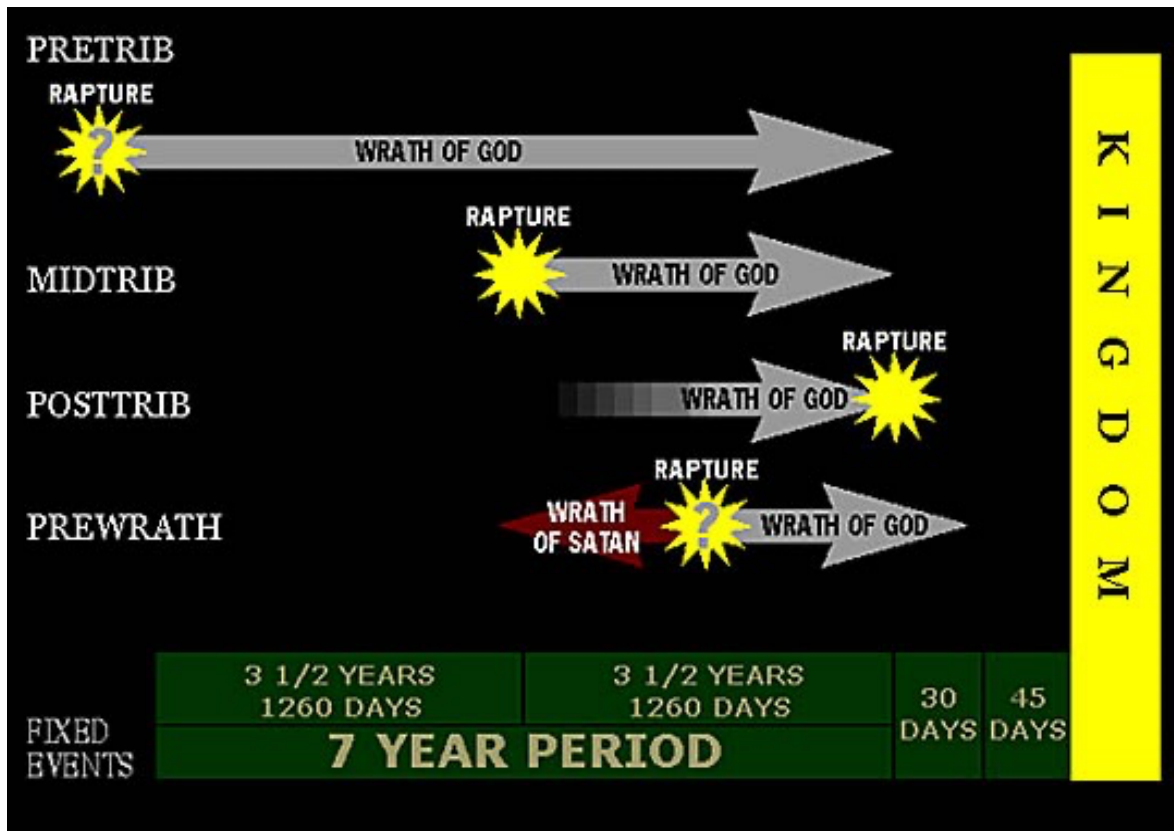 PRETRIB
RAPTURE
?
WRATH OF GOD
RAPTURE
MIDTRIB
WRATH OF GOD
RAPTURE
POSTTRIB
WRATH OF GOD
RAPTURE
PREWRATH
WRATH
OF SATAN
?
WRATH OF GOD
KINGDOM
FIXED
EVENTS
3 1/2 YEARS
1260 DAYS
3 1/2 YEARS
1260 DAYS
7 YEAR PERIOD
30
DAYS
45
DAYS